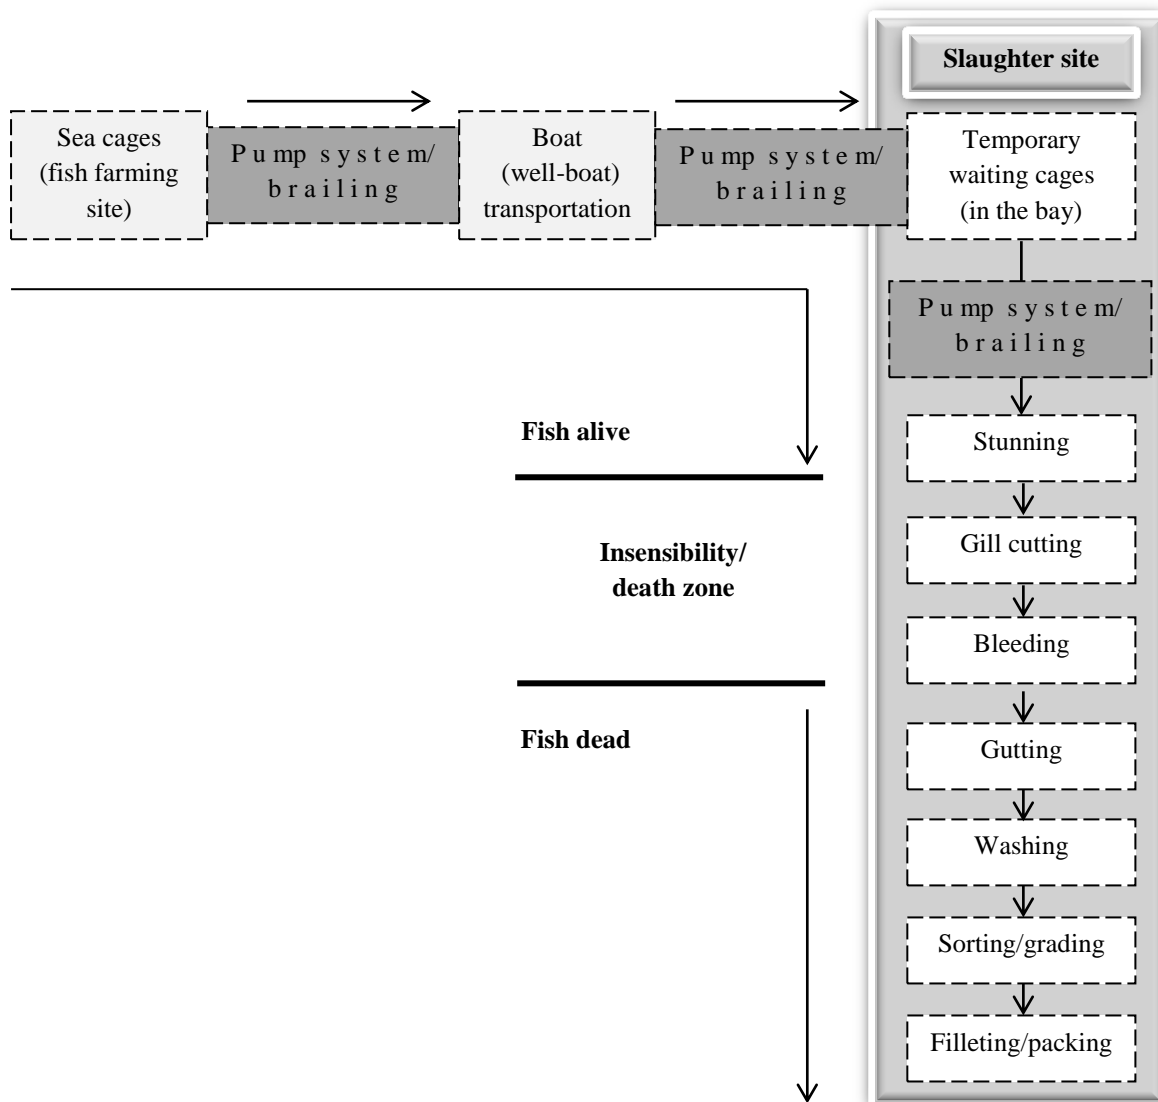 Slaughter site
Sea cages
(fish farming
site)
Pump system/
brailing
Boat
(well-boat)
transportation
Pump system/
brailing
Temporary
waiting cages
(in the bay)
Pump system/
brailing
Stunning
Fish alive
Gill cutting
Insensibility/
death zone
Bleeding
Fish dead
Gutting
Washing
Sorting/grading
Filleting/packing